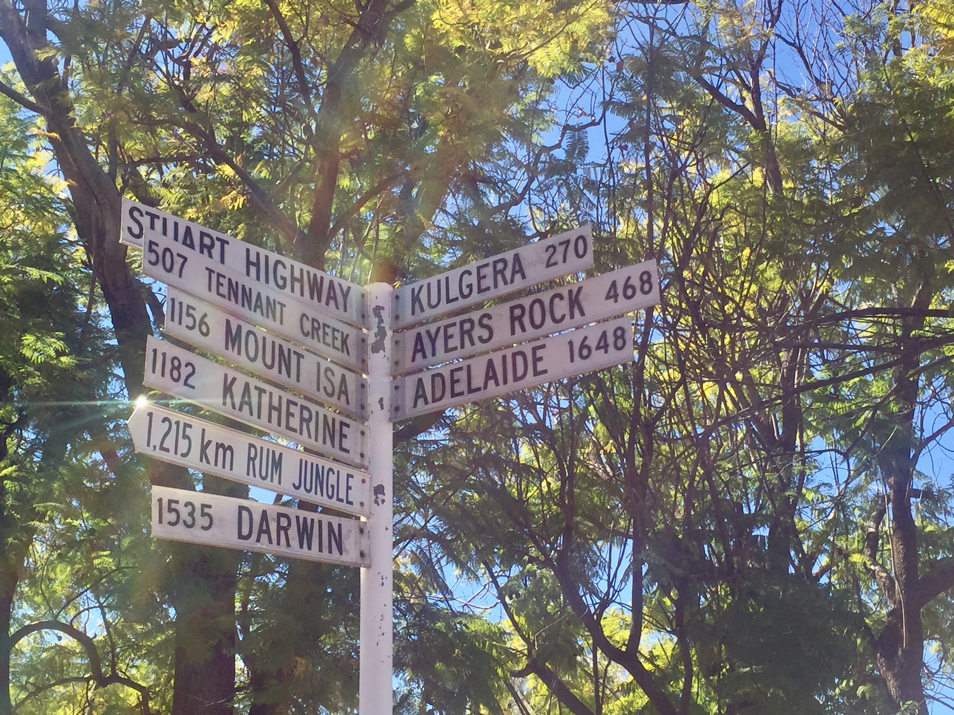 STUART HIGHWAY
507 TENNANT CREEK
1156 MOUNT ISA
1182 KATHERINE
1,215 km RUM JUNGLE
1535 DARWIN
KULGERA 270
AYERS ROCK 468
ADELAIDE 1648